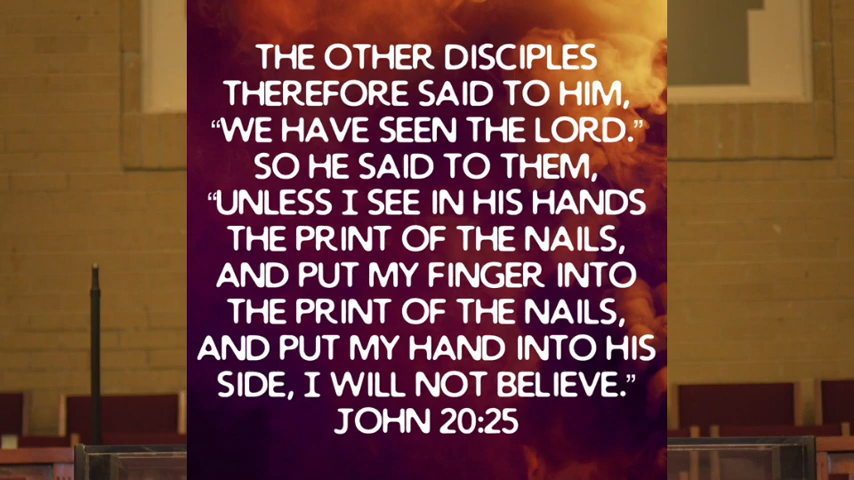 THE OTHER DISCIPLES
THEREFORE SAID TO HIM,
“WE HAVE SEEN THE LORD.”
SO HE SAID TO THEM,
“UNLESS I SEE IN HIS HANDS
THE PRINT OF THE NAILS,
AND PUT MY FINGER INTO
THE PRINT OF THE NAILS,
AND PUT MY HAND INTO HIS
SIDE, I WILL NOT BELIEVE.”
JOHN 20:25